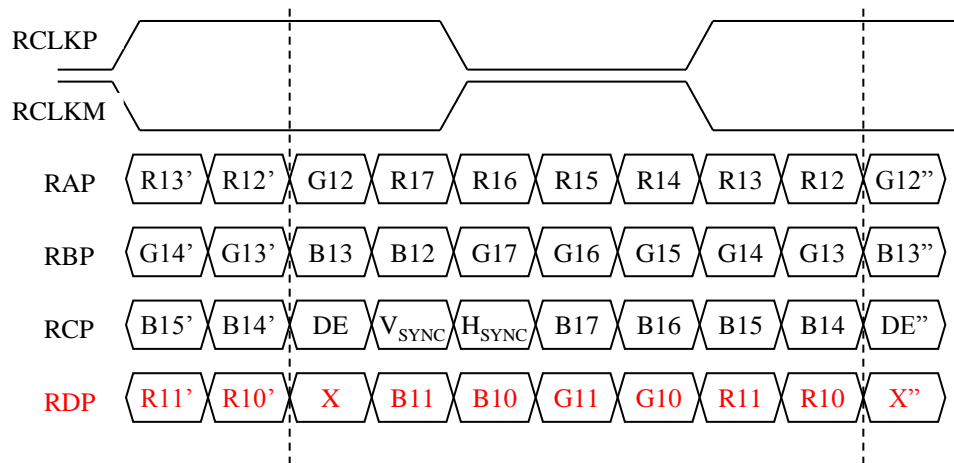 RCLKP
RCLKM
RAP R13’ R12’ G12 R17 R16 R15 R14 R13 R12 G12”
RBP G14’ G13’ B13 B12 G17 G16 G15 G14 G13 B13”
RCP B15’ B14’ DE VSYNC HSYNC B17 B16 B15 B14 DE”
RDP R11’ R10’ X B11 B10 G11 G10 R11 R10 X”